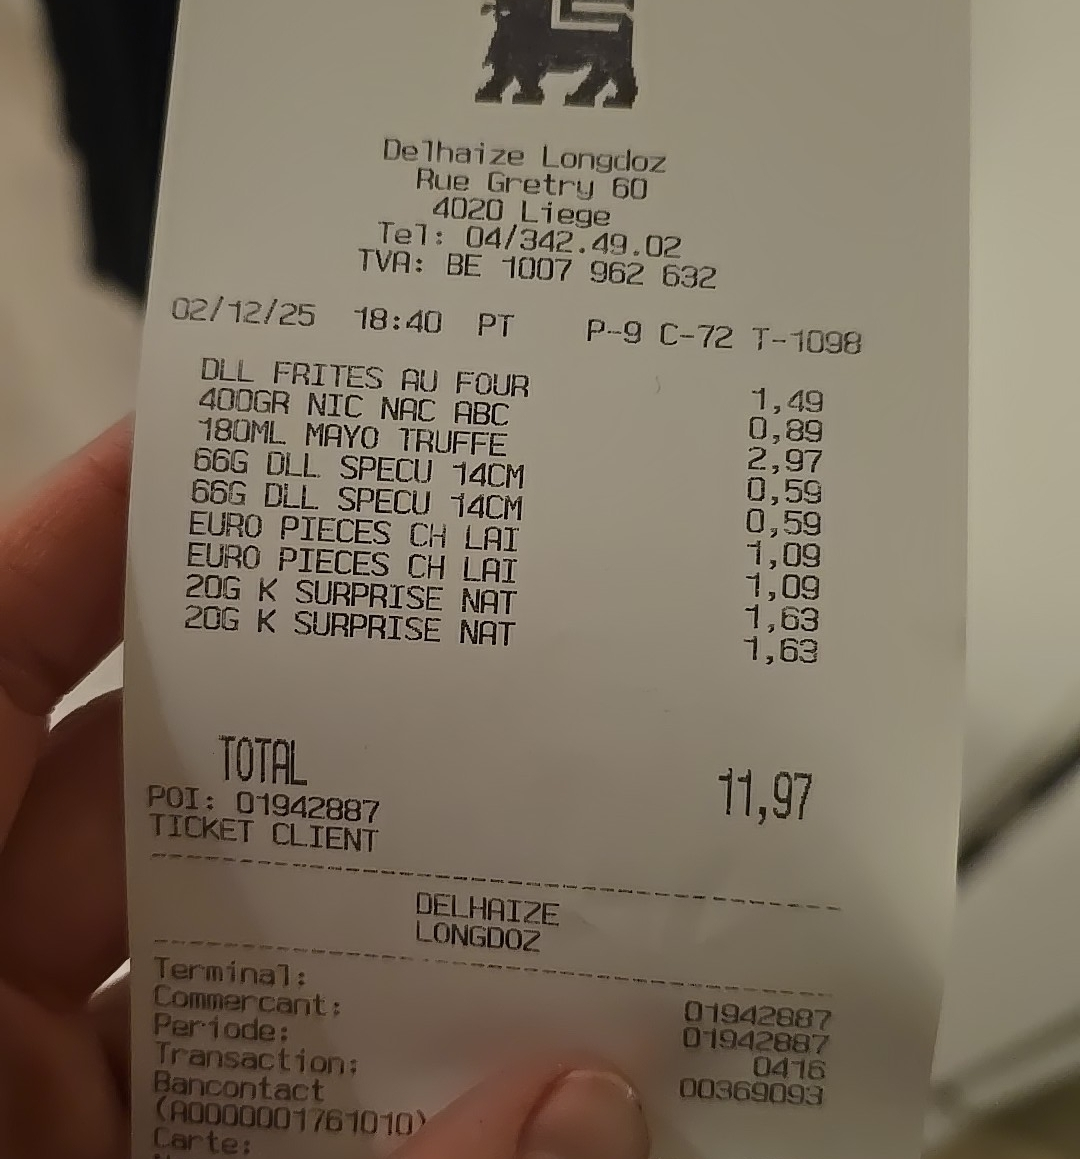 Delhaize Longdoz
Rue Gretry 60
4020 Liege
Tel: 04/342.49.02
TVA: BE 1007 962 632
02/12/25 18:40 PT P-9 C-72 T-1098
DLL FRITES AU FOUR 1,49
400GR NIC NAC ABC 0,89
180ML MAYO TRUFFE 2,97
66G DLL SPECU 14CM 0,59
66G DLL SPECU 14CM 0,59
EURO PIECES CH LAI 1,09
EURO PIECES CH LAI 1,09
20G K SURPRISE NAT 1,63
20G K SURPRISE NAT 1,63
TOTAL 11,97
POI: 01942887
TICKET CLIENT
DELHAIZE
LONGDOZ
Terminal: 01942887
Commercant: 01942887
Periode: 0416
Transaction: 00369093
Bancontact
(A0000001761010)
Carte: